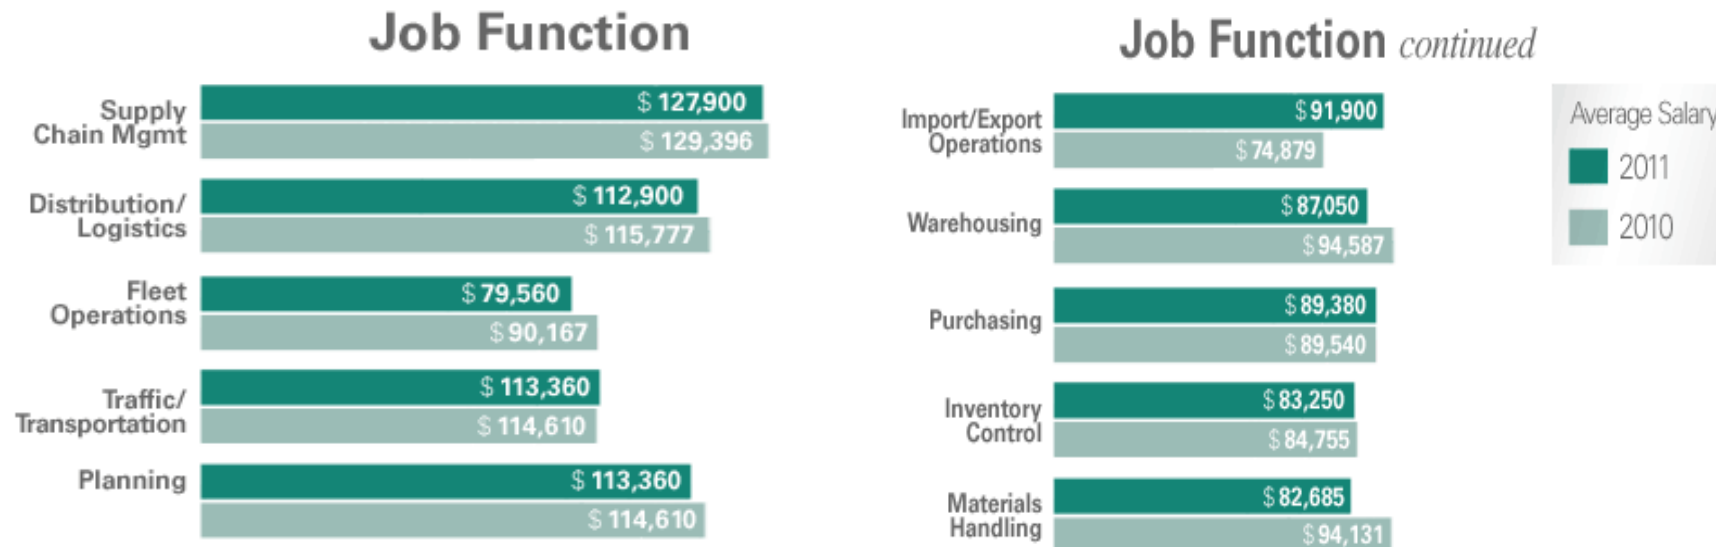 Job Function
Supply
Chain Mgmt
$ 127,900
$ 129,396
Distribution/
Logistics
$ 112,900
$ 115,777
Fleet
Operations
$ 79,560
$ 90,167
Traffic/
Transportation
$ 113,360
$ 114,610
Planning
$ 113,360
$ 114,610
Job Function continued
Import/Export
Operations
$ 91,900
$ 74,879
Warehousing
$ 87,050
$ 94,587
Purchasing
$ 89,380
$ 89,540
Inventory
Control
$ 83,250
$ 84,755
Materials
Handling
$ 82,685
$ 94,131
Average Salary
2011
2010